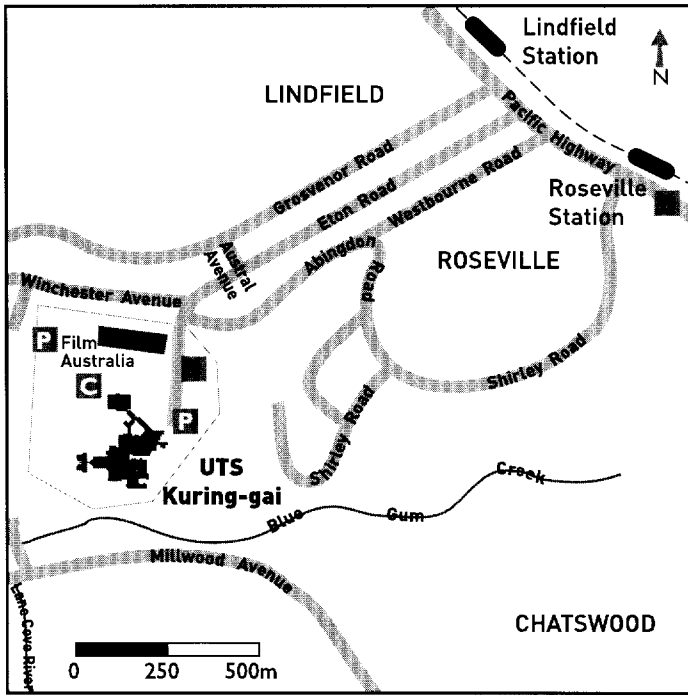 Lindfield
Station
N
LINDFIELD
Pacific Highway
Grosvenor Road
Eton Road
Westbourne Road
Roseville
Station
Austral
Avenue
Abingdon
Road
ROSEVILLE
Winchester Avenue
P
Film
Australia
C
P
Shirley Road
Shirley Road
UTS
Kuring-gai
Blue Gum Creek
Millwood Avenue
Lane Cove River
CHATSWOOD
0 250 500m